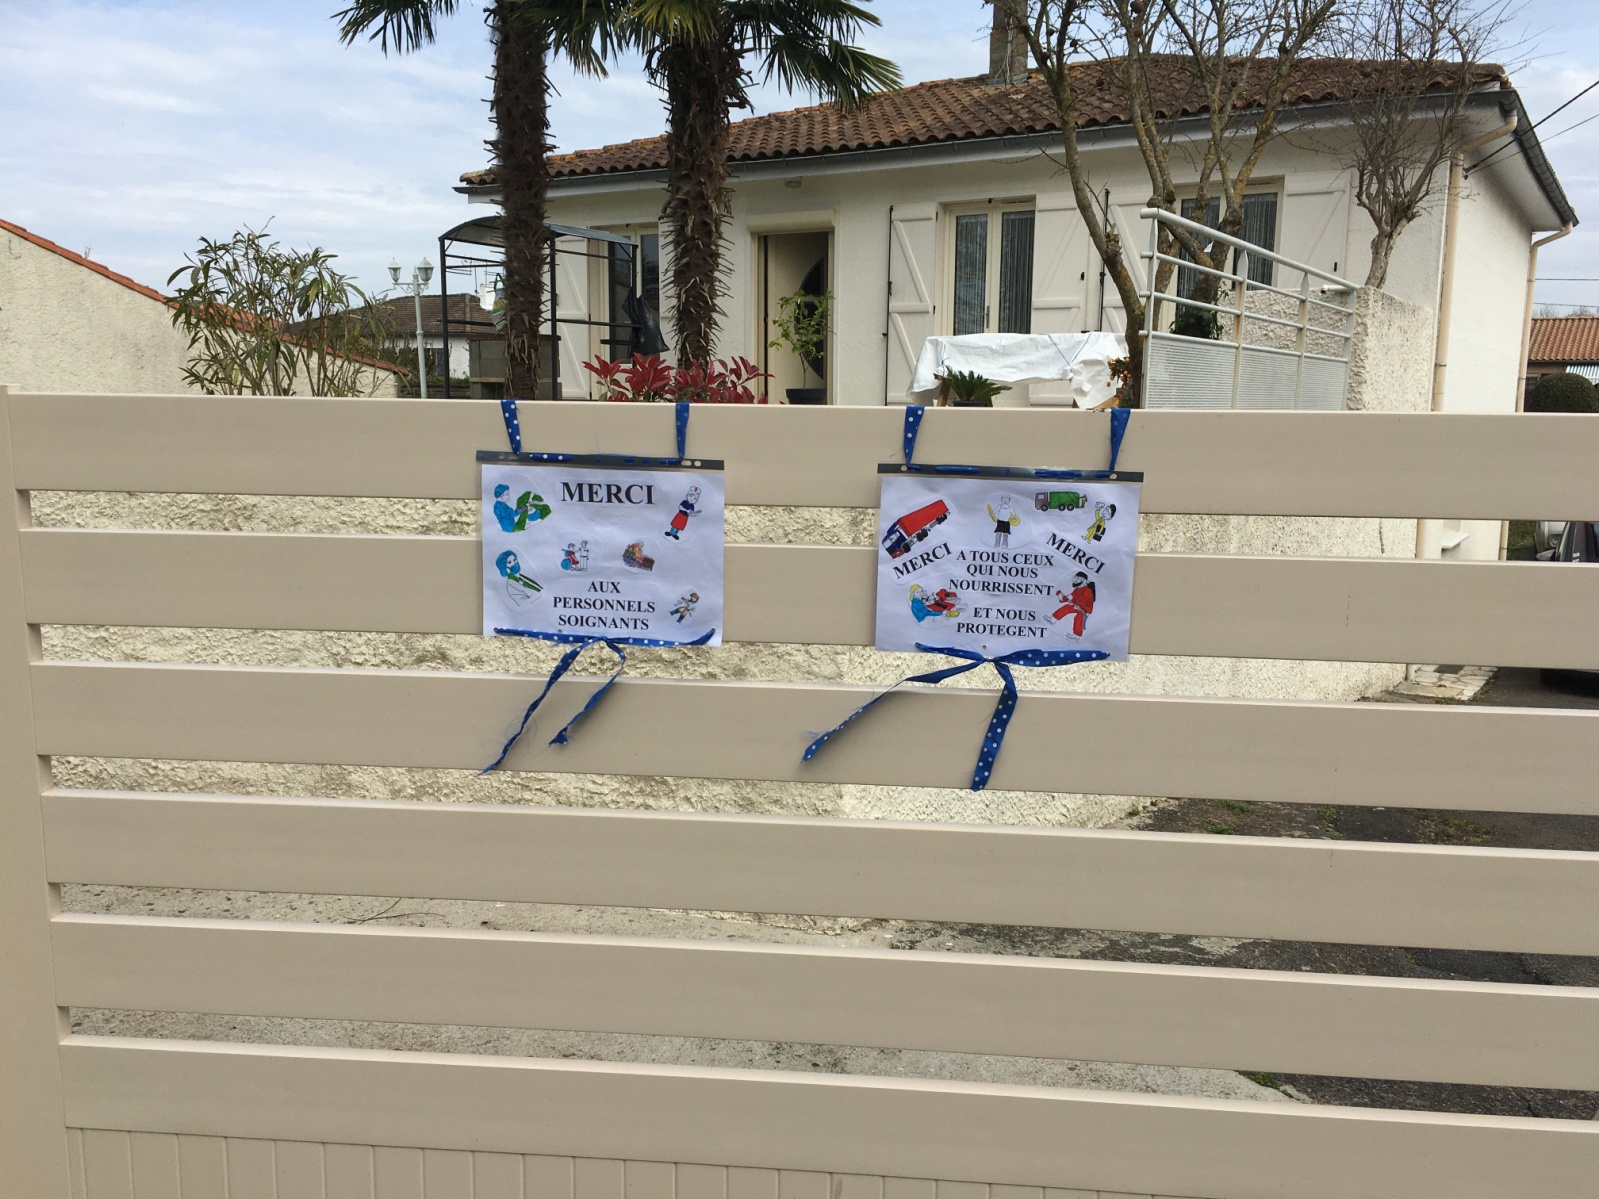 MERCI
AUX
PERSONNELS
SOIGNANTS
MERCI
MERCI
A TOUS CEUX
QUI NOUS
NOURRISSENT
ET NOUS
PROTEGENT